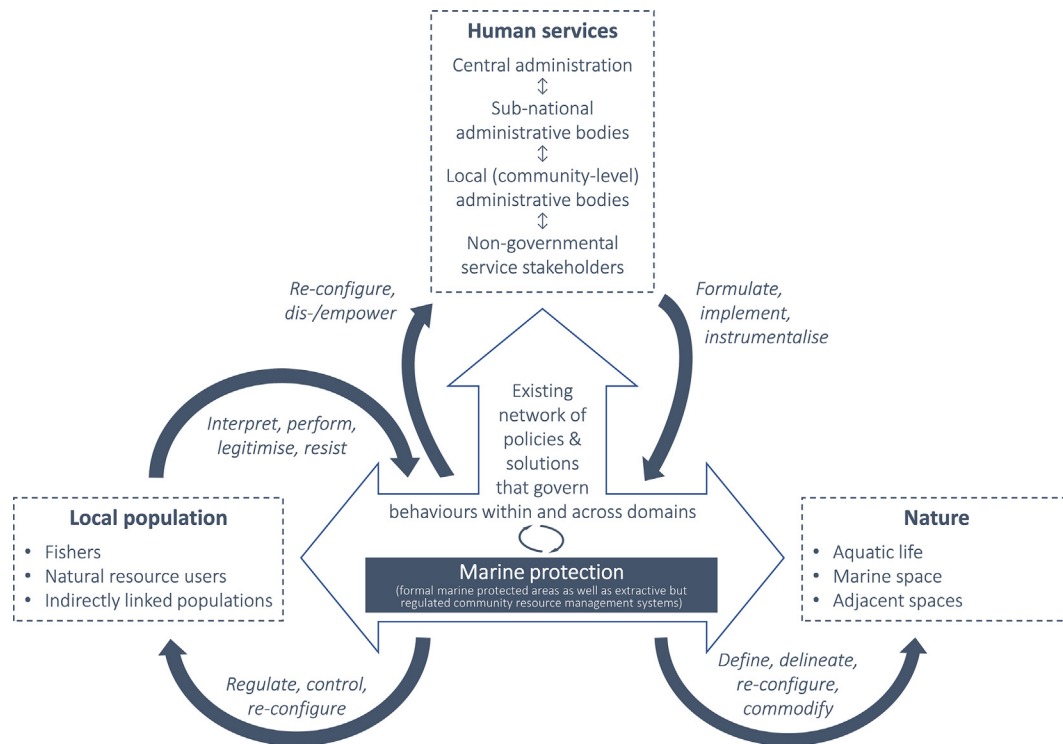 Human services
Central administration
↕
Sub-national
administrative bodies
↕
Local (community-level)
administrative bodies
↕
Non-governmental
service stakeholders
Re-configure,
dis-/empower
Formulate,
implement,
instrumentalise
Interpret, perform,
legitimise, resist
Existing
network of
policies &
solutions
that govern
behaviours within and across domains
Local population
• Fishers
• Natural resource users
• Indirectly linked populations
Marine protection
(formal marine protected areas as well as extractive but
regulated community resource management systems)
Nature
• Aquatic life
• Marine space
• Adjacent spaces
Regulate, control,
re-configure
Define, delineate,
re-configure,
commodify